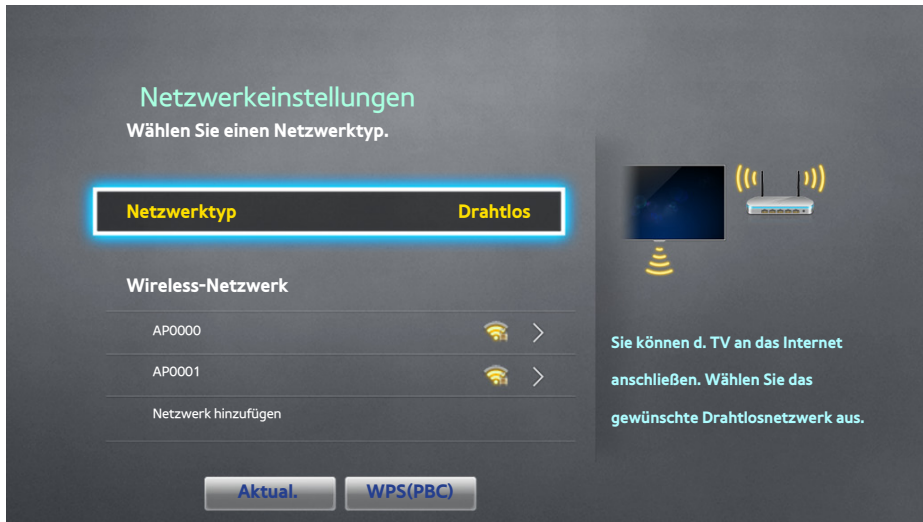 Netzwerkeinstellungen
Wählen Sie einen Netzwerktyp.
Netzwerktyp Drahtlos
Wireless-Netzwerk
AP0000
AP0001
Netzwerk hinzufügen
Aktual. WPS(PBC)
Sie können d. TV an das Internet
anschließen. Wählen Sie das
gewünschte Drahtlosnetzwerk aus.